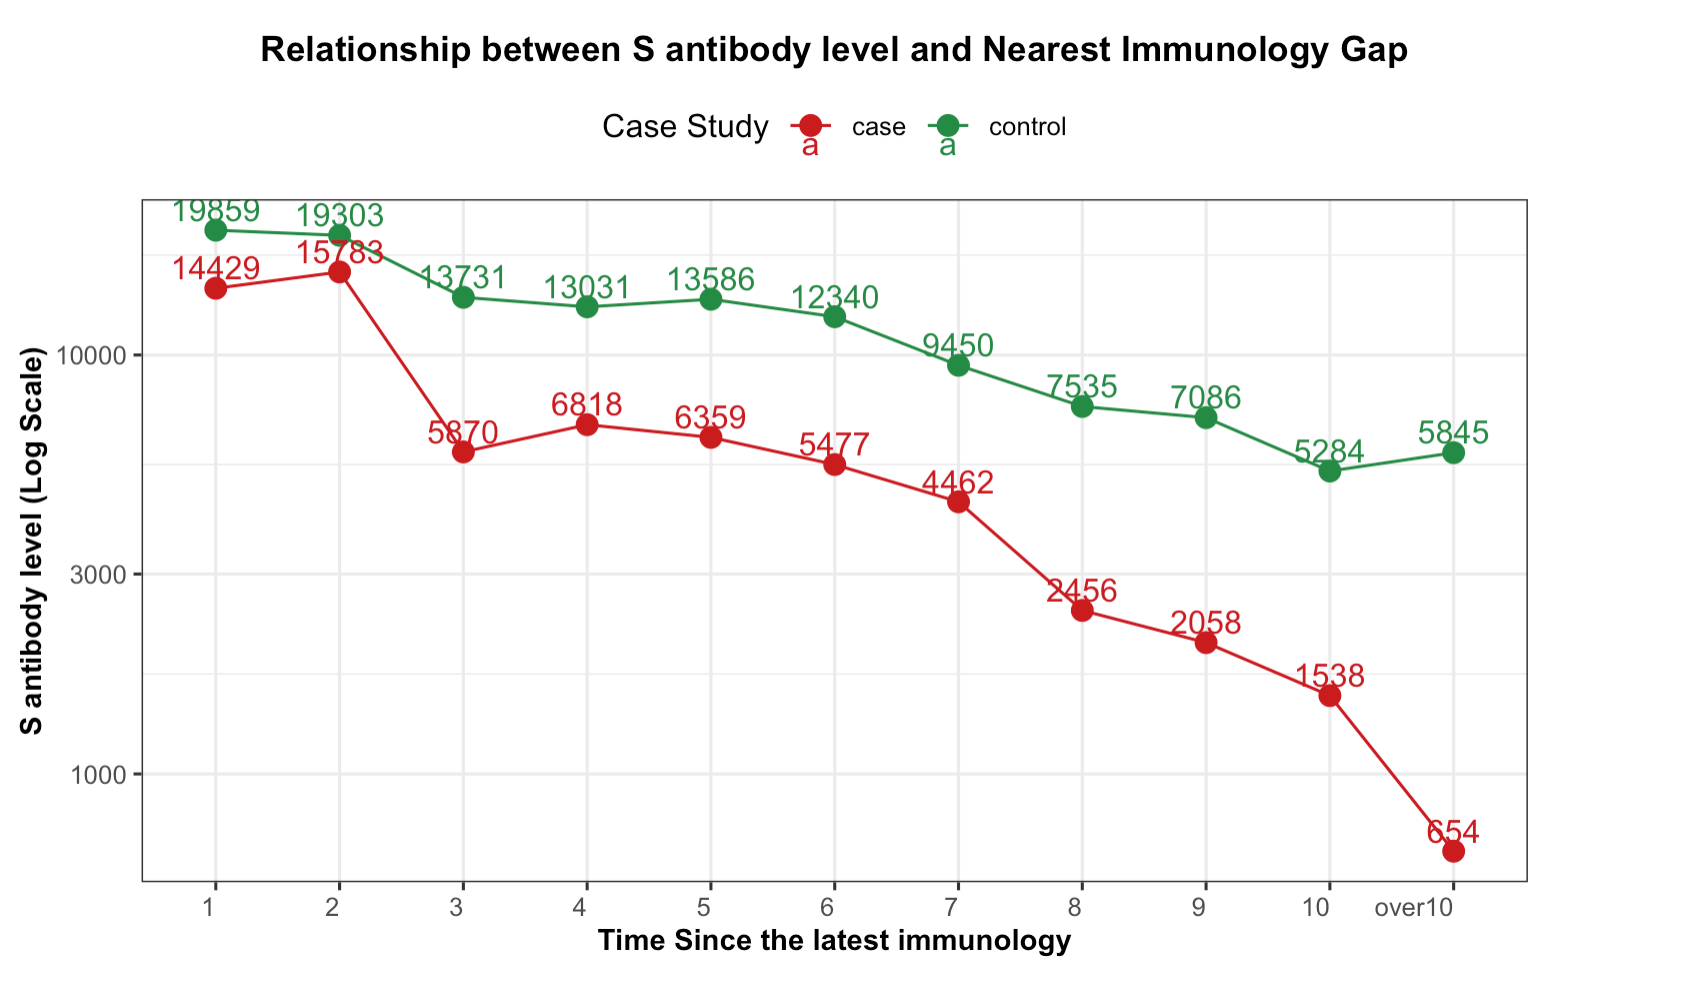 Relationship between S antibody level and Nearest Immunology Gap
Case Study a case a control
S antibody level (Log Scale)
10000
3000
1000
19859 19303 13731 13031 13586 12340 9450 7535 7086 5284 5845
14429 15783 5870 6818 6359 5477 4462 2456 2058 1538 654
1 2 3 4 5 6 7 8 9 10 over10
Time Since the latest immunology